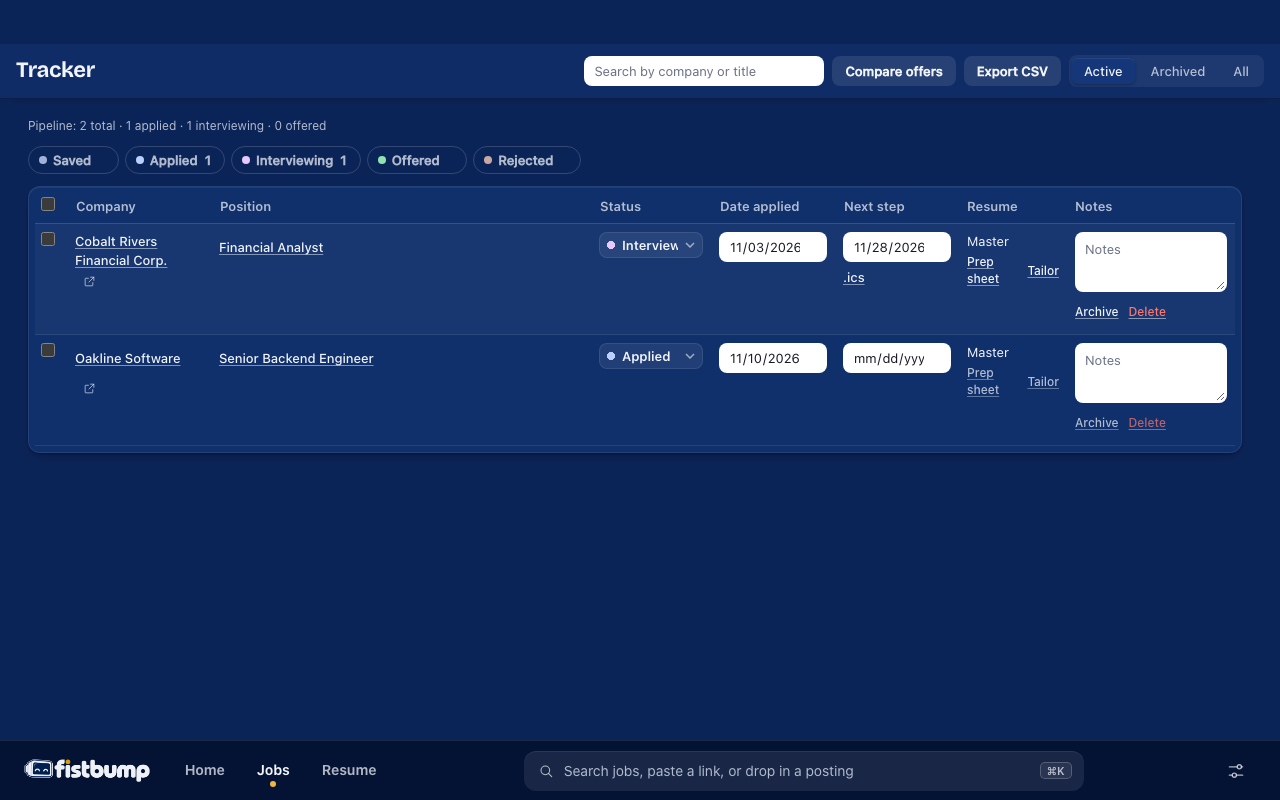 Tracker
Search by company or title
Compare offers
Export CSV
Active
Archived
All
Pipeline: 2 total · 1 applied · 1 interviewing · 0 offered
Saved
Applied 1
Interviewing 1
Offered
Rejected
Company
Position
Status
Date applied
Next step
Resume
Notes
Cobalt Rivers
Financial Corp.
Financial Analyst
Interview
11/03/2026
11/28/2026
.ics
Master
Prep
sheet
Tailor
Notes
Archive
Delete
Oakline Software
Senior Backend Engineer
Applied
11/10/2026
mm/dd/yyy
Master
Prep
sheet
Tailor
Notes
Archive
Delete
fistbump
Home
Jobs
Resume
Search jobs, paste a link, or drop in a posting
⌘K